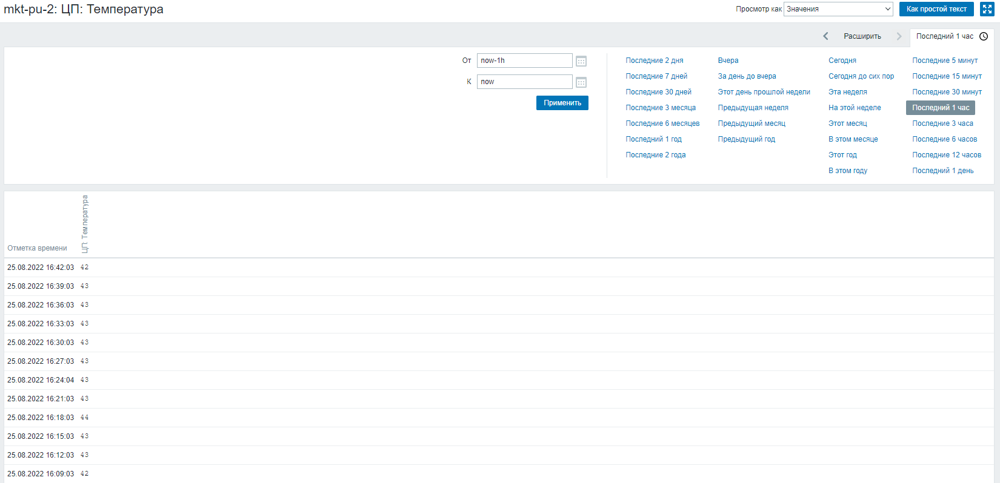 mkt-pu-2: ЦП: Температура
Просмотр как Значения Как простой текст
Расширить Последний 1 час
От now-1h
К now
Применить
Последние 2 дня Вчера Сегодня Последние 5 минут
Последние 7 дней За день до вчера Сегодня до сих пор Последние 15 минут
Последние 30 дней Этот день прошлой недели Эта неделя Последние 30 минут
Последние 3 месяца Предыдущая неделя На этой неделе Последний 1 час
Последние 6 месяцев Предыдущий месяц Этот месяц Последние 3 часа
Последний 1 год Предыдущий год В этом месяце Последние 6 часов
Последние 2 года Этот год Последние 12 часов
В этом году Последний 1 день
Отметка времени ЦП: Температура
25.08.2022 16:42:03 42
25.08.2022 16:39:03 43
25.08.2022 16:36:03 43
25.08.2022 16:33:03 43
25.08.2022 16:30:03 43
25.08.2022 16:27:03 43
25.08.2022 16:24:04 43
25.08.2022 16:21:03 43
25.08.2022 16:18:03 44
25.08.2022 16:15:03 43
25.08.2022 16:12:03 43
25.08.2022 16:09:03 42